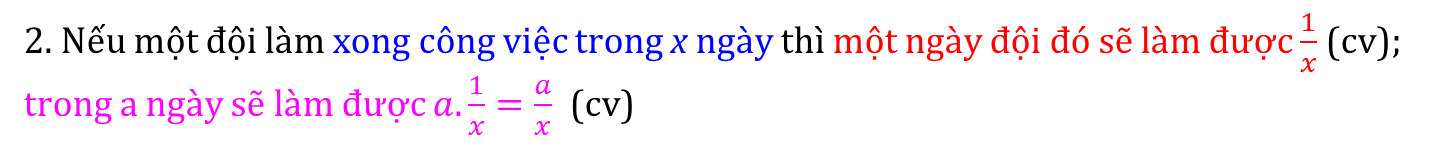 2. Nếu một đội làm xong công việc trong x ngày thì một ngày đội đó sẽ làm được 1/x (cv);
trong a ngày sẽ làm được a. 1/x = a/x (cv)